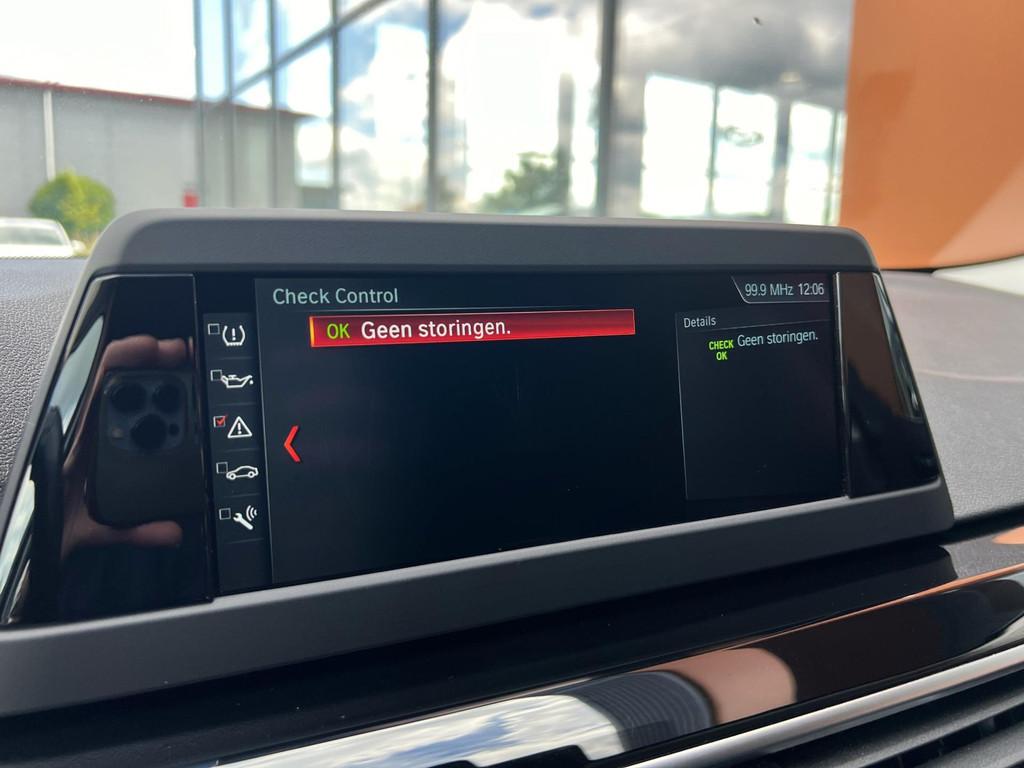 Check Control
99.9 MHz 12:06
OK Geen storingen.
Details
CHECK OK Geen storingen.